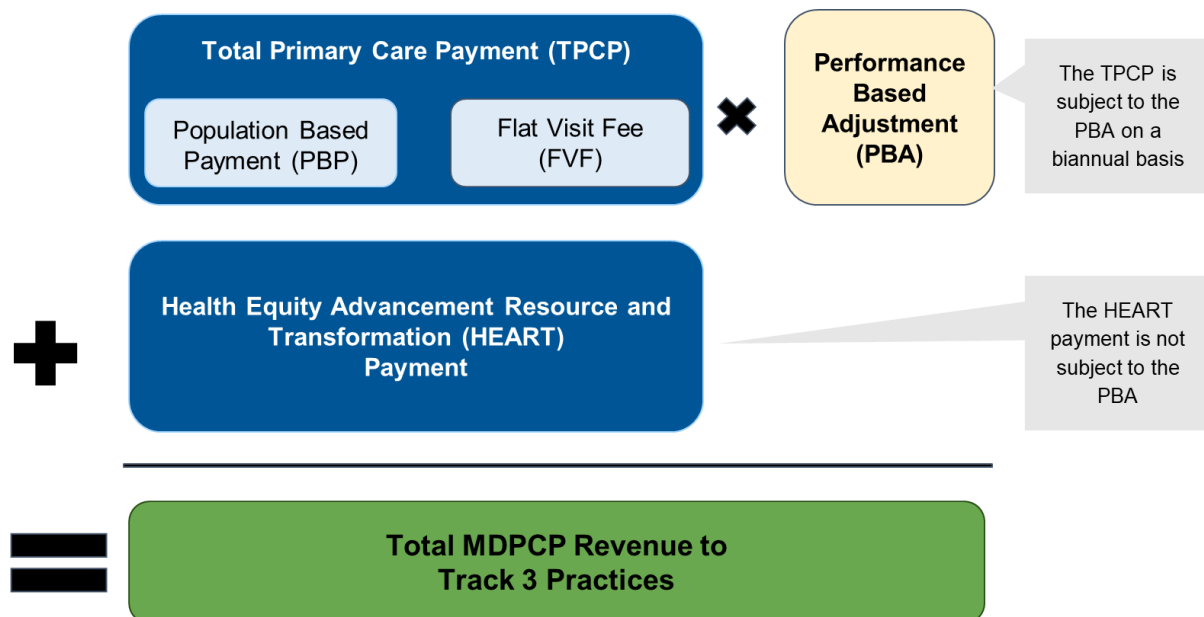 Total Primary Care Payment (TPCP)
Population Based
Payment (PBP)
Flat Visit Fee
(FVF)
Performance
Based
Adjustment
(PBA)
The TPCP is
subject to the
PBA on a
biannual basis
Health Equity Advancement Resource and
Transformation (HEART)
Payment
The HEART
payment is not
subject to the
PBA
Total MDPCP Revenue to
Track 3 Practices